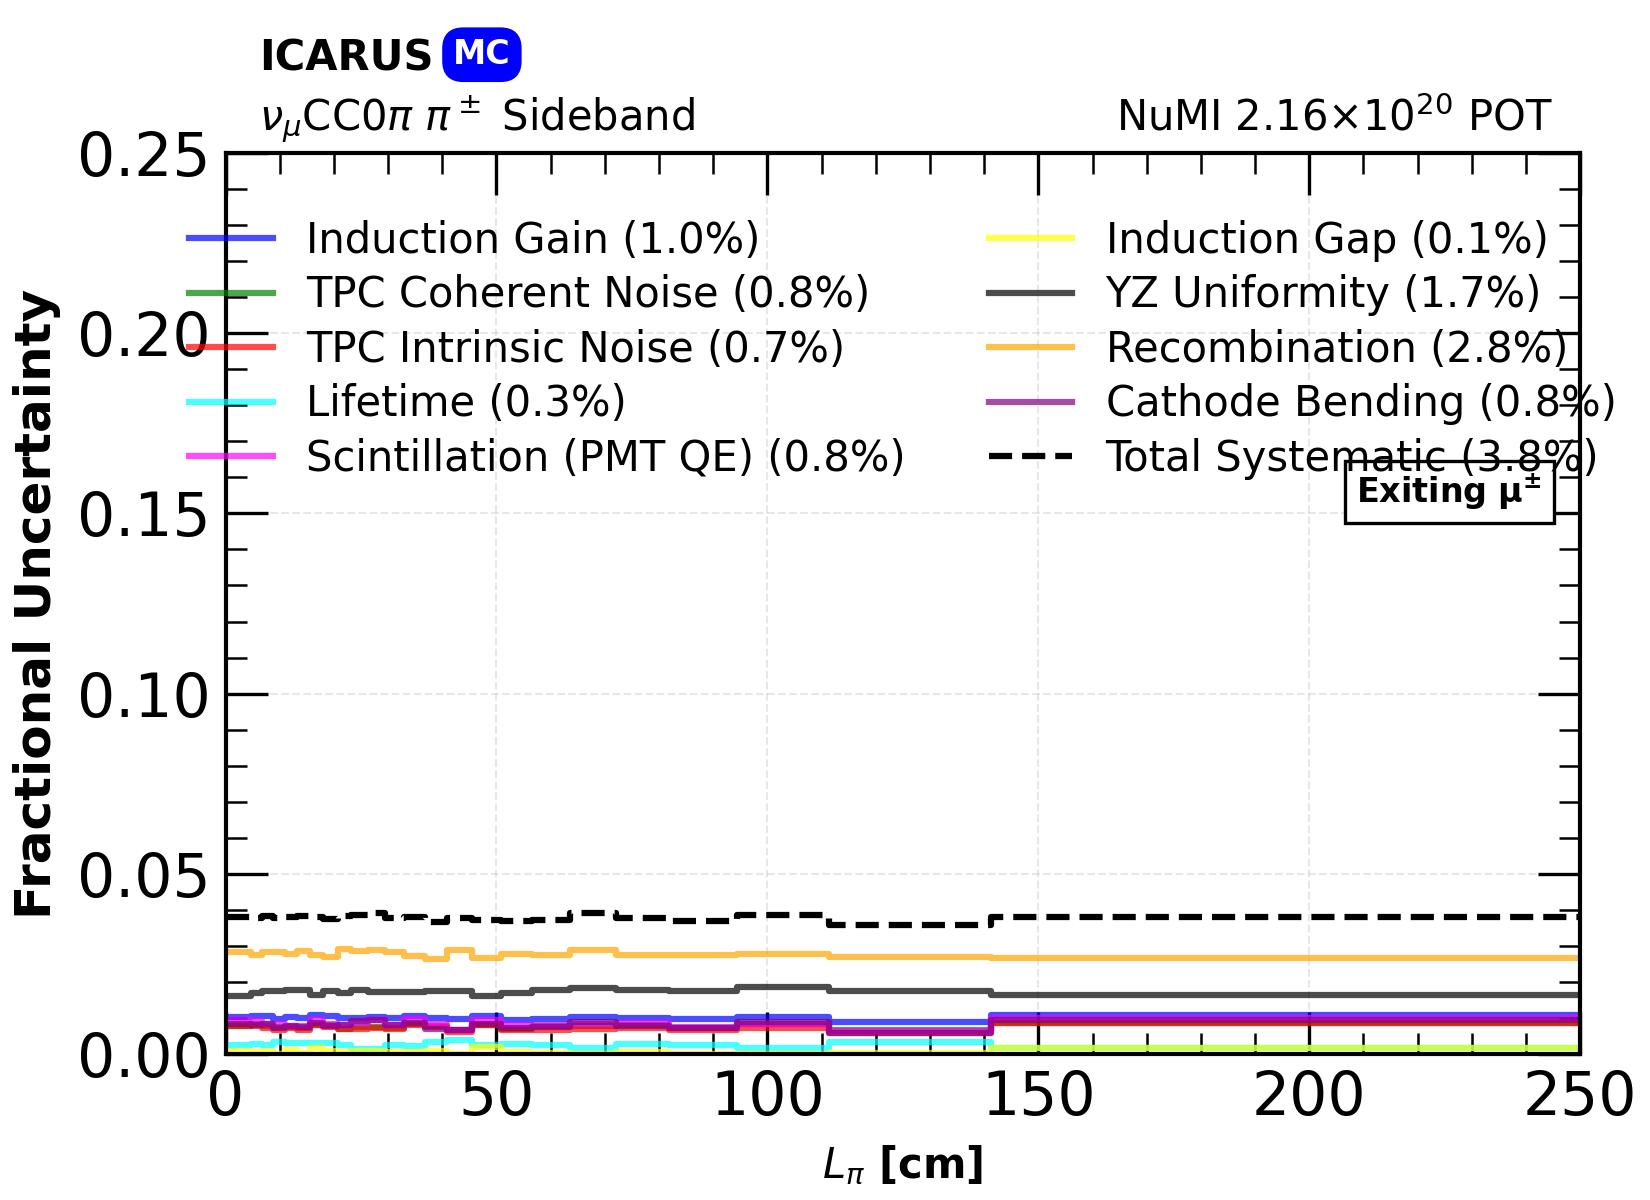 ICARUS MC
νμCC0π π± Sideband
NuMI 2.16×10²⁰ POT
Fractional Uncertainty
0.25
0.20
0.15
0.10
0.05
0.00
Induction Gain (1.0%)
TPC Coherent Noise (0.8%)
TPC Intrinsic Noise (0.7%)
Lifetime (0.3%)
Scintillation (PMT QE) (0.8%)
Induction Gap (0.1%)
YZ Uniformity (1.7%)
Recombination (2.8%)
Cathode Bending (0.8%)
Total Systematic (3.8%)
Exiting μ±
0 50 100 150 200 250
Lπ [cm]